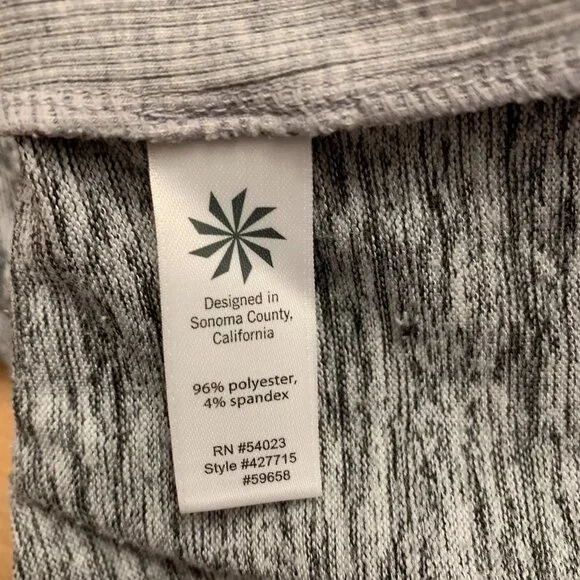 Designed in
Sonoma County,
California
96% polyester,
4% spandex
RN #54023
Style #427715
#59658